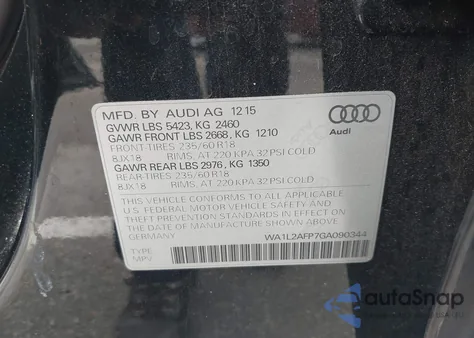 MFD. BY AUDI AG 12 15
GVWR LBS 5423, KG 2460
GAWR FRONT LBS 2668, KG 1210
FRONT-TIRES 235/60 R18
8JX18 RIMS, AT 220 KPA 32 PSI COLD
GAWR REAR LBS 2976, KG 1350
REAR-TIRES 235/60 R18
8JX18 RIMS, AT 220 KPA 32 PSI COLD
Audi
THIS VEHICLE CONFORMS TO ALL APPLICABLE
U.S. FEDERAL MOTOR VEHICLE SAFETY AND
THEFT PREVENTION STANDARDS IN EFFECT ON
THE DATE OF MANUFACTURE SHOWN ABOVE
GERMANY WA1L2AFP7GA090344
TYPE:
MPV
autaSnap